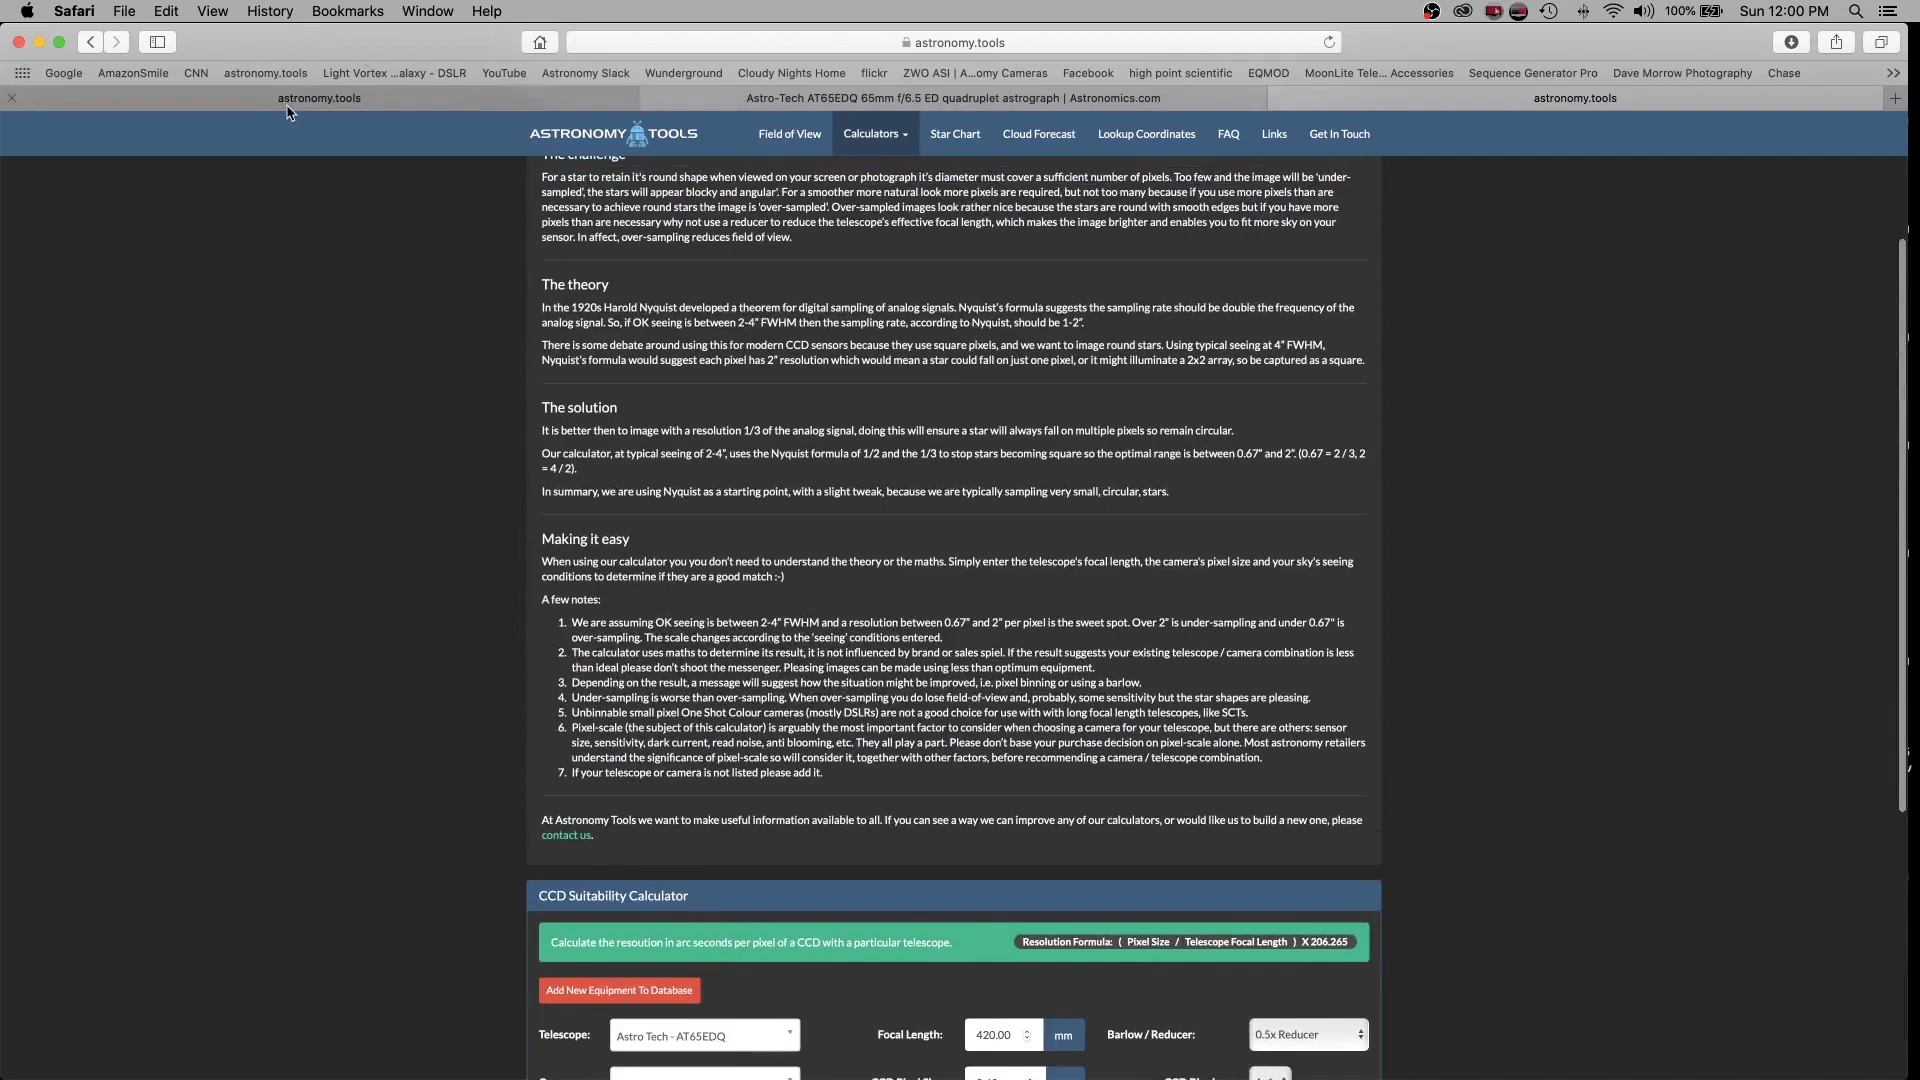 Safari File Edit View History Bookmarks Window Help 100% Sun 12:00 PM
astronomy.tools
Google AmazonSmile CNN astronomy.tools Light Vortex ...alaxy - DSLR YouTube Astronomy Slack Wunderground Cloudy Nights Home flickr ZWO ASI | A...omy Cameras Facebook high point scientific EQMOD MoonLite Tele... Accessories Sequence Generator Pro Dave Morrow Photography Chase
astronomy.tools Astro-Tech AT65EDQ 65mm f/6.5 ED quadruplet astrograph | Astronomics.com astronomy.tools
ASTRONOMY TOOLS Field of View Calculators Star Chart Cloud Forecast Lookup Coordinates FAQ Links Get In Touch
The challenge
For a star to retain it's round shape when viewed on your screen or photograph it's diameter must cover a sufficient number of pixels. Too few and the image will be 'under-
sampled', the stars will appear blocky and angular'. For a smoother more natural look more pixels are required, but not too many because if you use more pixels than are
necessary to achieve round stars the image is 'over-sampled'. Over-sampled images look rather nice because the stars are round with smooth edges but if you have more
pixels than are necessary why not use a reducer to reduce the telescope's effective focal length, which makes the image brighter and enables you to fit more sky on your
sensor. In affect, over-sampling reduces field of view.
The theory
In the 1920s Harold Nyquist developed a theorem for digital sampling of analog signals. Nyquist's formula suggests the sampling rate should be double the frequency of the
analog signal. So, if OK seeing is between 2-4" FWHM then the sampling rate, according to Nyquist, should be 1-2".
There is some debate around using this for modern CCD sensors because they use square pixels, and we want to image round stars. Using typical seeing at 4" FWHM,
Nyquist's formula would suggest each pixel has 2" resolution which would mean a star could fall on just one pixel, or it might illuminate a 2x2 array, so be captured as a square.
The solution
It is better then to image with a resolution 1/3 of the analog signal, doing this will ensure a star will always fall on multiple pixels so remain circular.
Our calculator, at typical seeing of 2-4", uses the Nyquist formula of 1/2 and the 1/3 to stop stars becoming square so the optimal range is between 0.67" and 2". (0.67 = 2 / 3, 2
= 4 / 2).
In summary, we are using Nyquist as a starting point, with a slight tweak, because we are typically sampling very small, circular, stars.
Making it easy
When using our calculator you you don't need to understand the theory or the maths. Simply enter the telescope's focal length, the camera's pixel size and your sky's seeing
conditions to determine if they are a good match :-)
A few notes:
1. We are assuming OK seeing is between 2-4" FWHM and a resolution between 0.67" and 2" per pixel is the sweet spot. Over 2" is under-sampling and under 0.67" is
over-sampling. The scale changes according to the 'seeing' conditions entered.
2. The calculator uses maths to determine its result, it is not influenced by brand or sales spiel. If the result suggests your existing telescope / camera combination is less
than ideal please don't shoot the messenger. Pleasing images can be made using less than optimum equipment.
3. Depending on the result, a message will suggest how the situation might be improved, i.e. pixel binning or using a barlow.
4. Under-sampling is worse than over-sampling. When over-sampling you do lose field-of-view and, probably, some sensitivity but the star shapes are pleasing.
5. Unbinnable small pixel One Shot Colour cameras (mostly DSLRs) are not a good choice for use with with long focal length telescopes, like SCTs.
6. Pixel-scale (the subject of this calculator) is arguably the most important factor to consider when choosing a camera for your telescope, but there are others: sensor
size, sensitivity, dark current, read noise, anti blooming, etc. They all play a part. Please don't base your purchase decision on pixel-scale alone. Most astronomy retailers
understand the significance of pixel-scale so will consider it, together with other factors, before recommending a camera / telescope combination.
7. If your telescope or camera is not listed please add it.
At Astronomy Tools we want to make useful information available to all. If you can see a way we can improve any of our calculators, or would like us to build a new one, please
contact us.
CCD Suitability Calculator
Calculate the resoution in arc seconds per pixel of a CCD with a particular telescope. Resolution Formula: ( Pixel Size / Telescope Focal Length ) X 206.265
Add New Equipment To Database
Telescope: Astro Tech - AT65EDQ Focal Length: 420.00 mm Barlow / Reducer: 0.5x Reducer